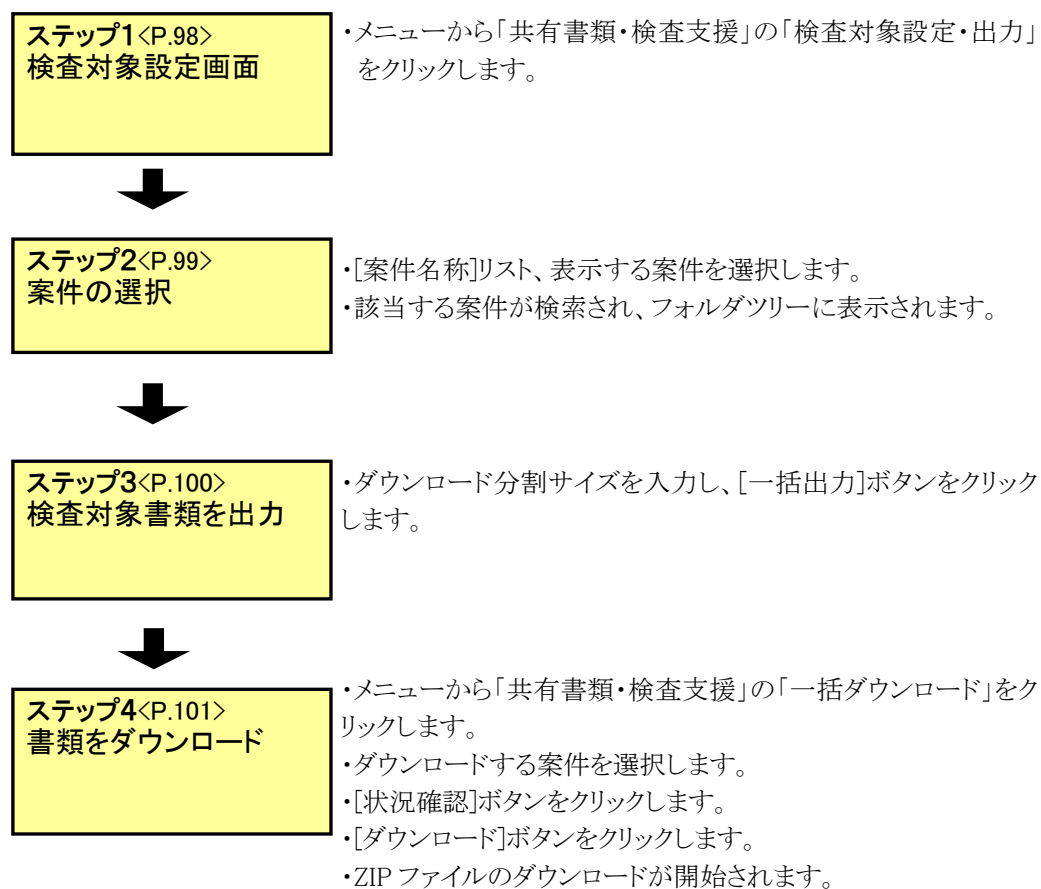 ステップ1<P.98>
検査対象設定画面
・メニューから「共有書類・検査支援」の「検査対象設定・出力」
をクリックします。
ステップ2<P.99>
案件の選択
・[案件名称]リスト、表示する案件を選択します。
・該当する案件が検索され、フォルダツリーに表示されます。
ステップ3<P.100>
検査対象書類を出力
・ダウンロード分割サイズを入力し、[一括出力]ボタンをクリック
します。
ステップ4<P.101>
書類をダウンロード
・メニューから「共有書類・検査支援」の「一括ダウンロード」をク
リックします。
・ダウンロードする案件を選択します。
・[状況確認]ボタンをクリックします。
・[ダウンロード]ボタンをクリックします。
・ZIP ファイルのダウンロードが開始されます。